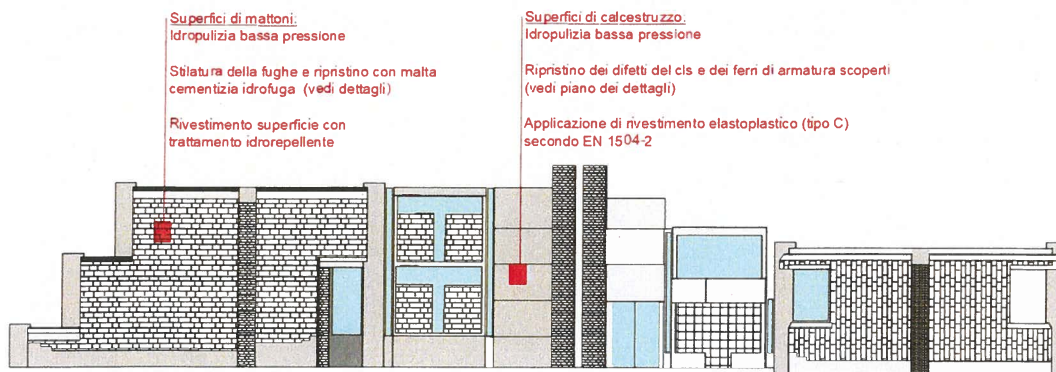 Superfici di mattoni:
Idropulizia bassa pressione
Stilatura della fughe e ripristino con malta
cementizia idrofuga (vedi dettagli)
Rivestimento superficie con
trattamento idrorepellente
Superfici di calcestruzzo:
Idropulizia bassa pressione
Ripristino dei difetti del cls e dei ferri di armatura scoperti
(vedi piano dei dettagli)
Applicazione di rivestimento elastoplastico (tipo C)
secondo EN 1504-2